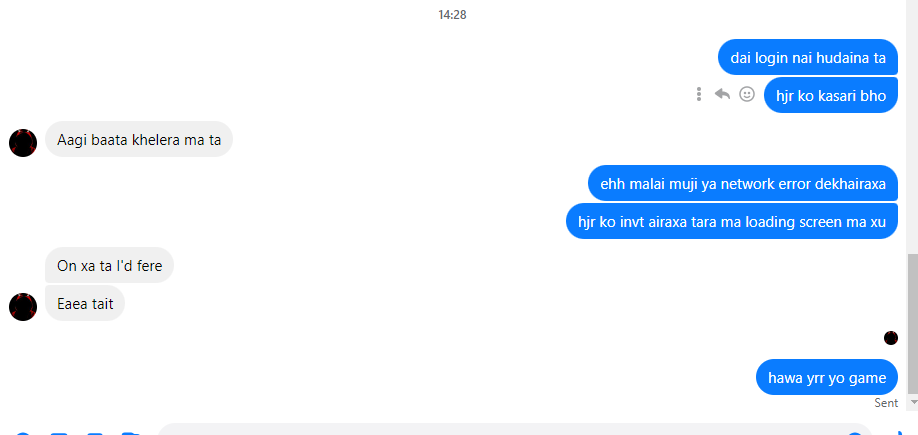 14:28
dai login nai hudaina ta
hjr ko kasari bho
Aagi baata khelera ma ta
ehh malai muji ya network error dekhairaxa
hjr ko invt airaxa tara ma loading screen ma xu
On xa ta I'd fere
Eaea tait
hawa yrr yo game
Sent